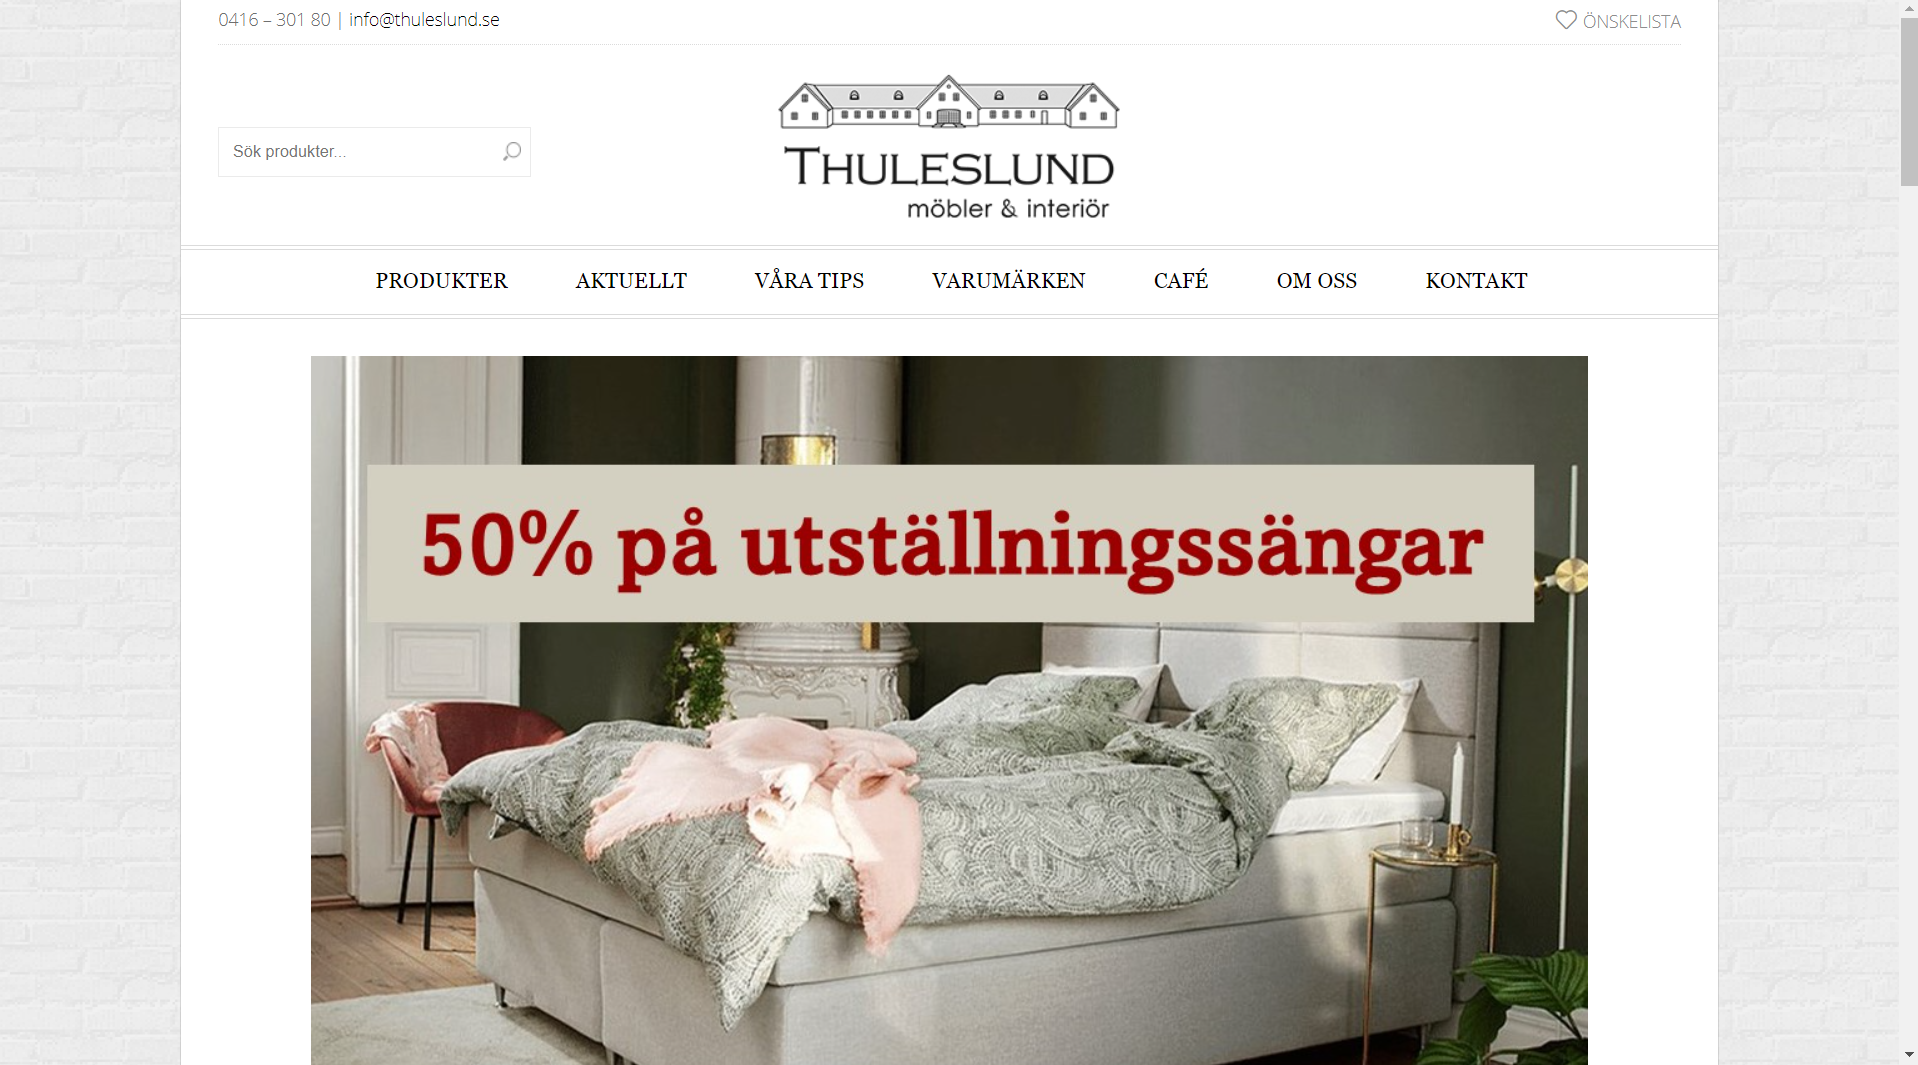 0416 – 301 80 | info@thuleslund.se
ÖNSKELISTA
Sök produkter...
THULESLUND
möbler & interiör
PRODUKTER AKTUELLT VÅRA TIPS VARUMÄRKEN CAFÉ OM OSS KONTAKT
50% på utställningssängar